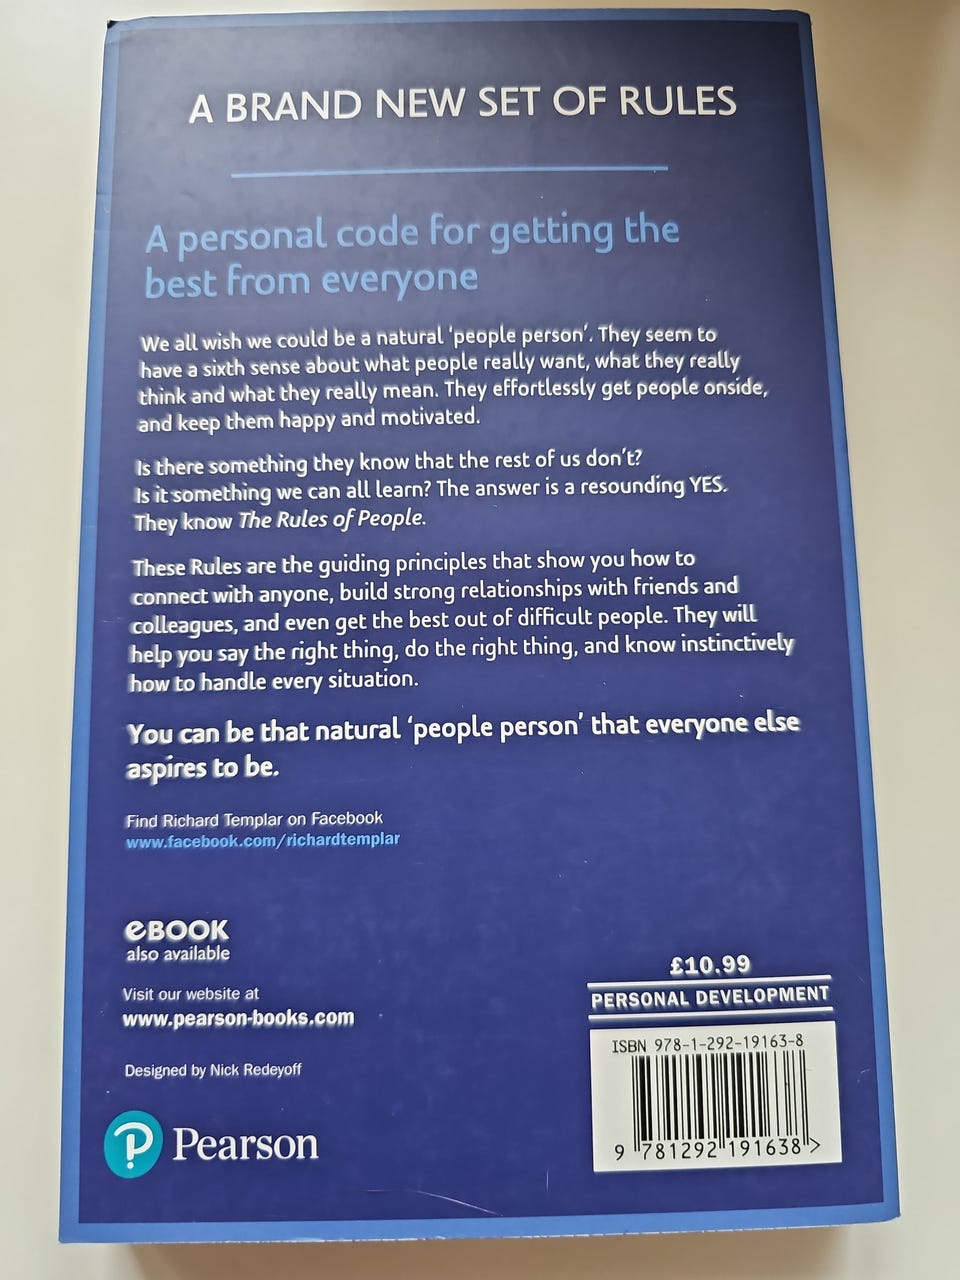 A BRAND NEW SET OF RULES
A personal code for getting the
best from everyone
We all wish we could be a natural ‘people person’. They seem to
have a sixth sense about what people really want, what they really
think and what they really mean. They effortlessly get people onside,
and keep them happy and motivated.
Is there something they know that the rest of us don’t?
Is it something we can all learn? The answer is a resounding YES.
They know The Rules of People.
These Rules are the guiding principles that show you how to
connect with anyone, build strong relationships with friends and
colleagues, and even get the best out of difficult people. They will
help you say the right thing, do the right thing, and know instinctively
how to handle every situation.
You can be that natural ‘people person’ that everyone else
aspires to be.
Find Richard Templar on Facebook
www.facebook.com/richardtemplar
eBOOK
also available
Visit our website at
www.pearson-books.com
Designed by Nick Redeyoff
P Pearson
£10.99
PERSONAL DEVELOPMENT
ISBN 978-1-292-19163-8
9 781292 191638 >